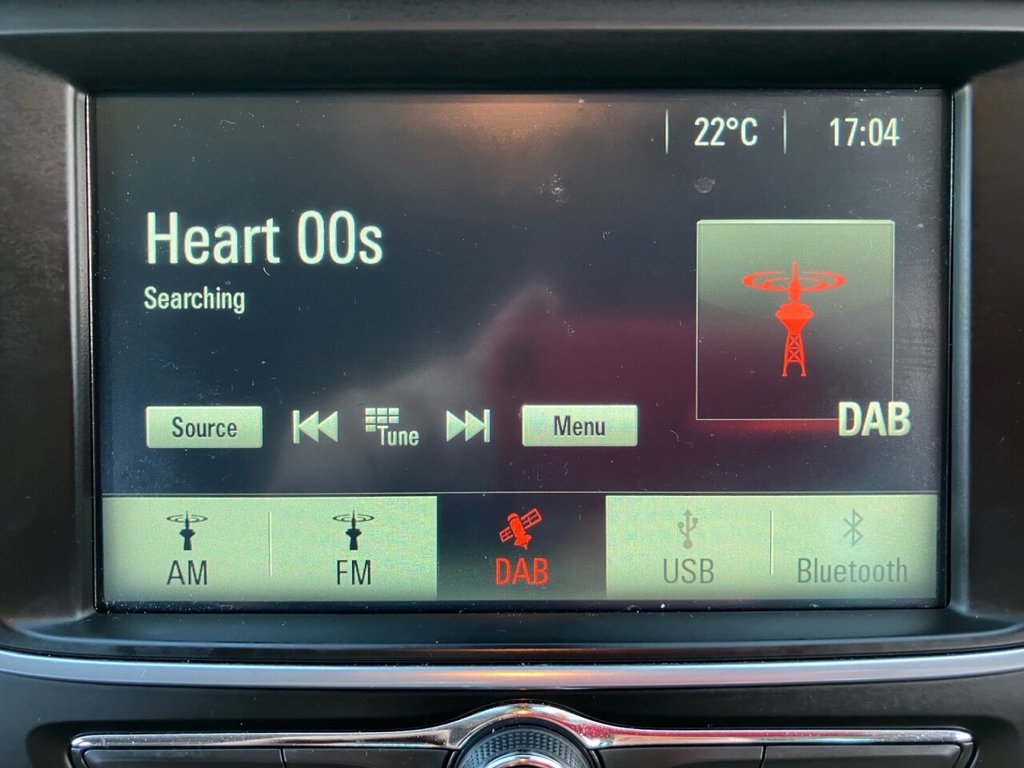 22°C 17:04
Heart 00s
Searching
Source Tune Menu
DAB
AM FM DAB USB Bluetooth